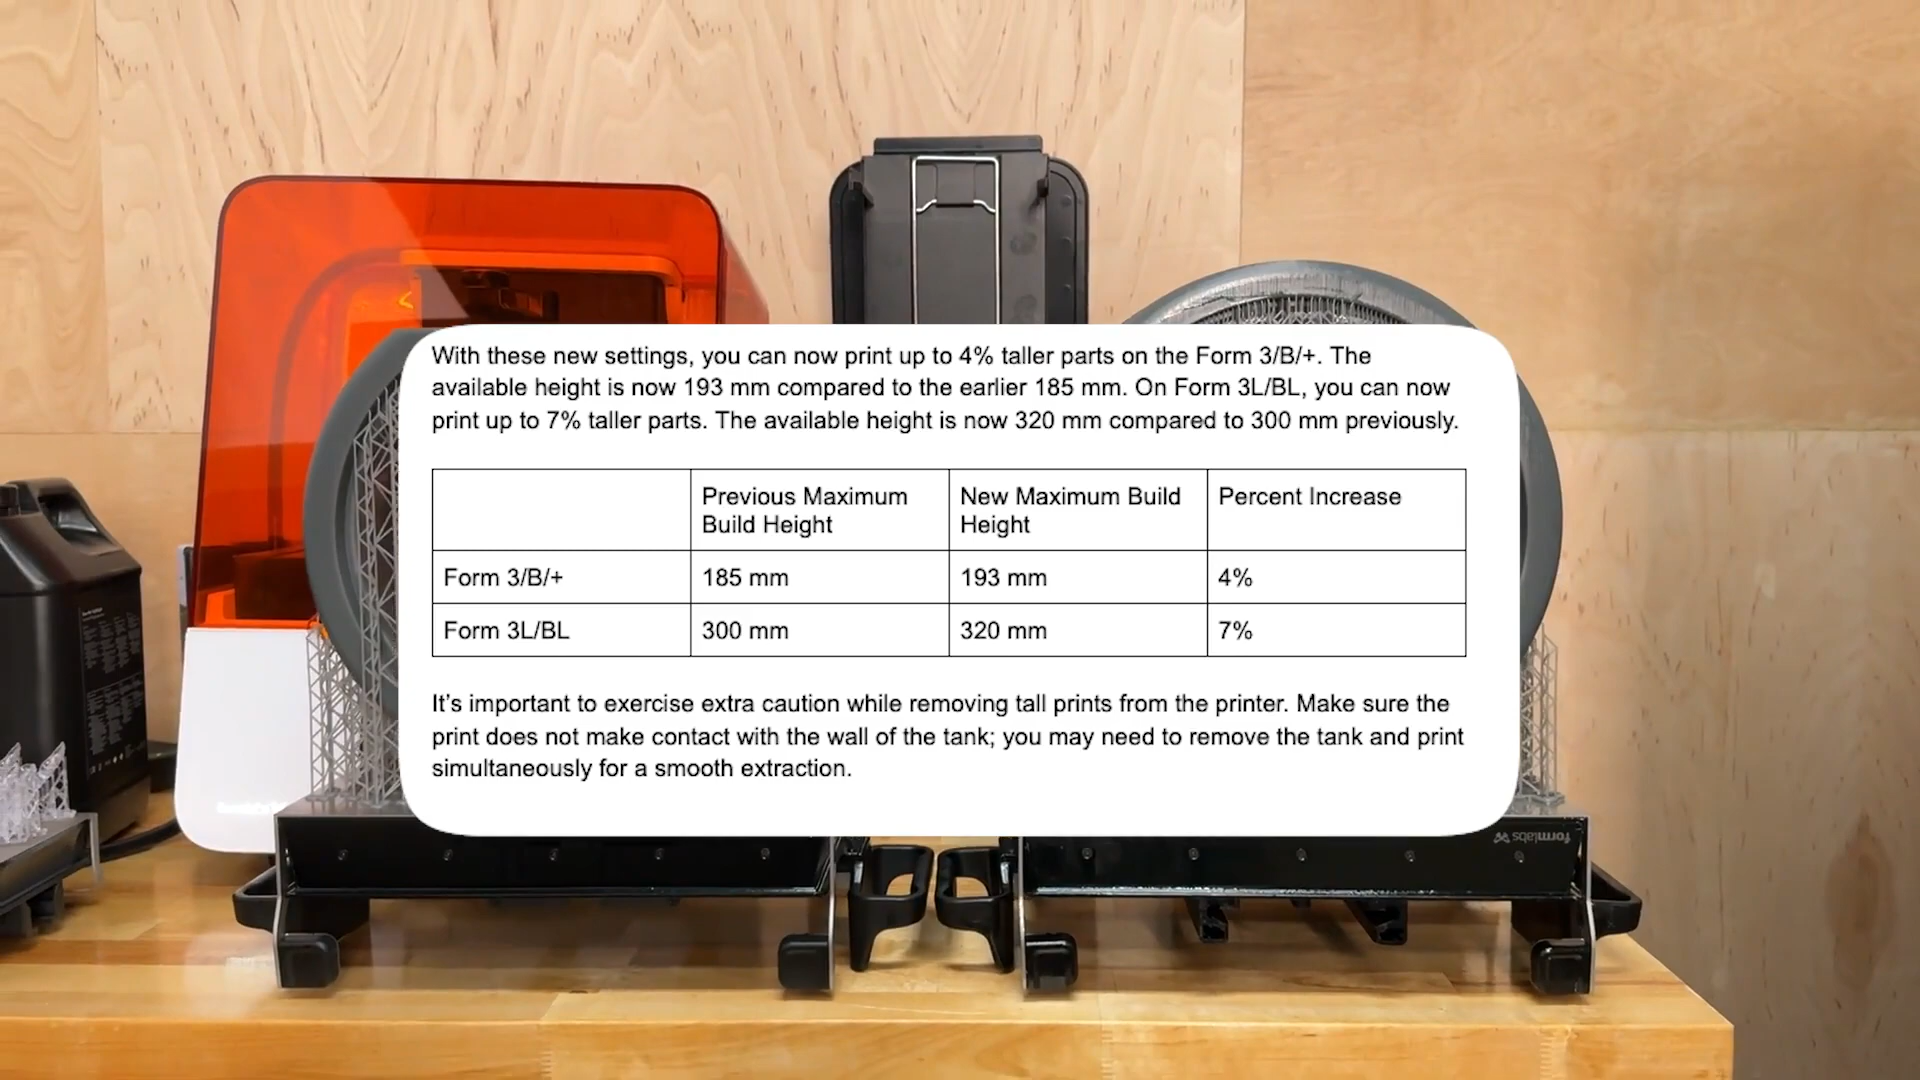 With these new settings, you can now print up to 4% taller parts on the Form 3/B/+. The
available height is now 193 mm compared to the earlier 185 mm. On Form 3L/BL, you can now
print up to 7% taller parts. The available height is now 320 mm compared to 300 mm previously.
Previous Maximum Build Height
New Maximum Build Height
Percent Increase
Form 3/B/+ 185 mm 193 mm 4%
Form 3L/BL 300 mm 320 mm 7%
It’s important to exercise extra caution while removing tall prints from the printer. Make sure the
print does not make contact with the wall of the tank; you may need to remove the tank and print
simultaneously for a smooth extraction.
formlabs